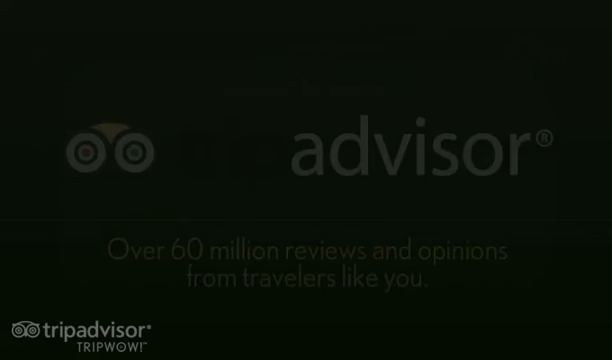 tripadvisor®
Over 60 million reviews and opinions
from travelers like you.
tripadvisor®
TRIPWOW!™